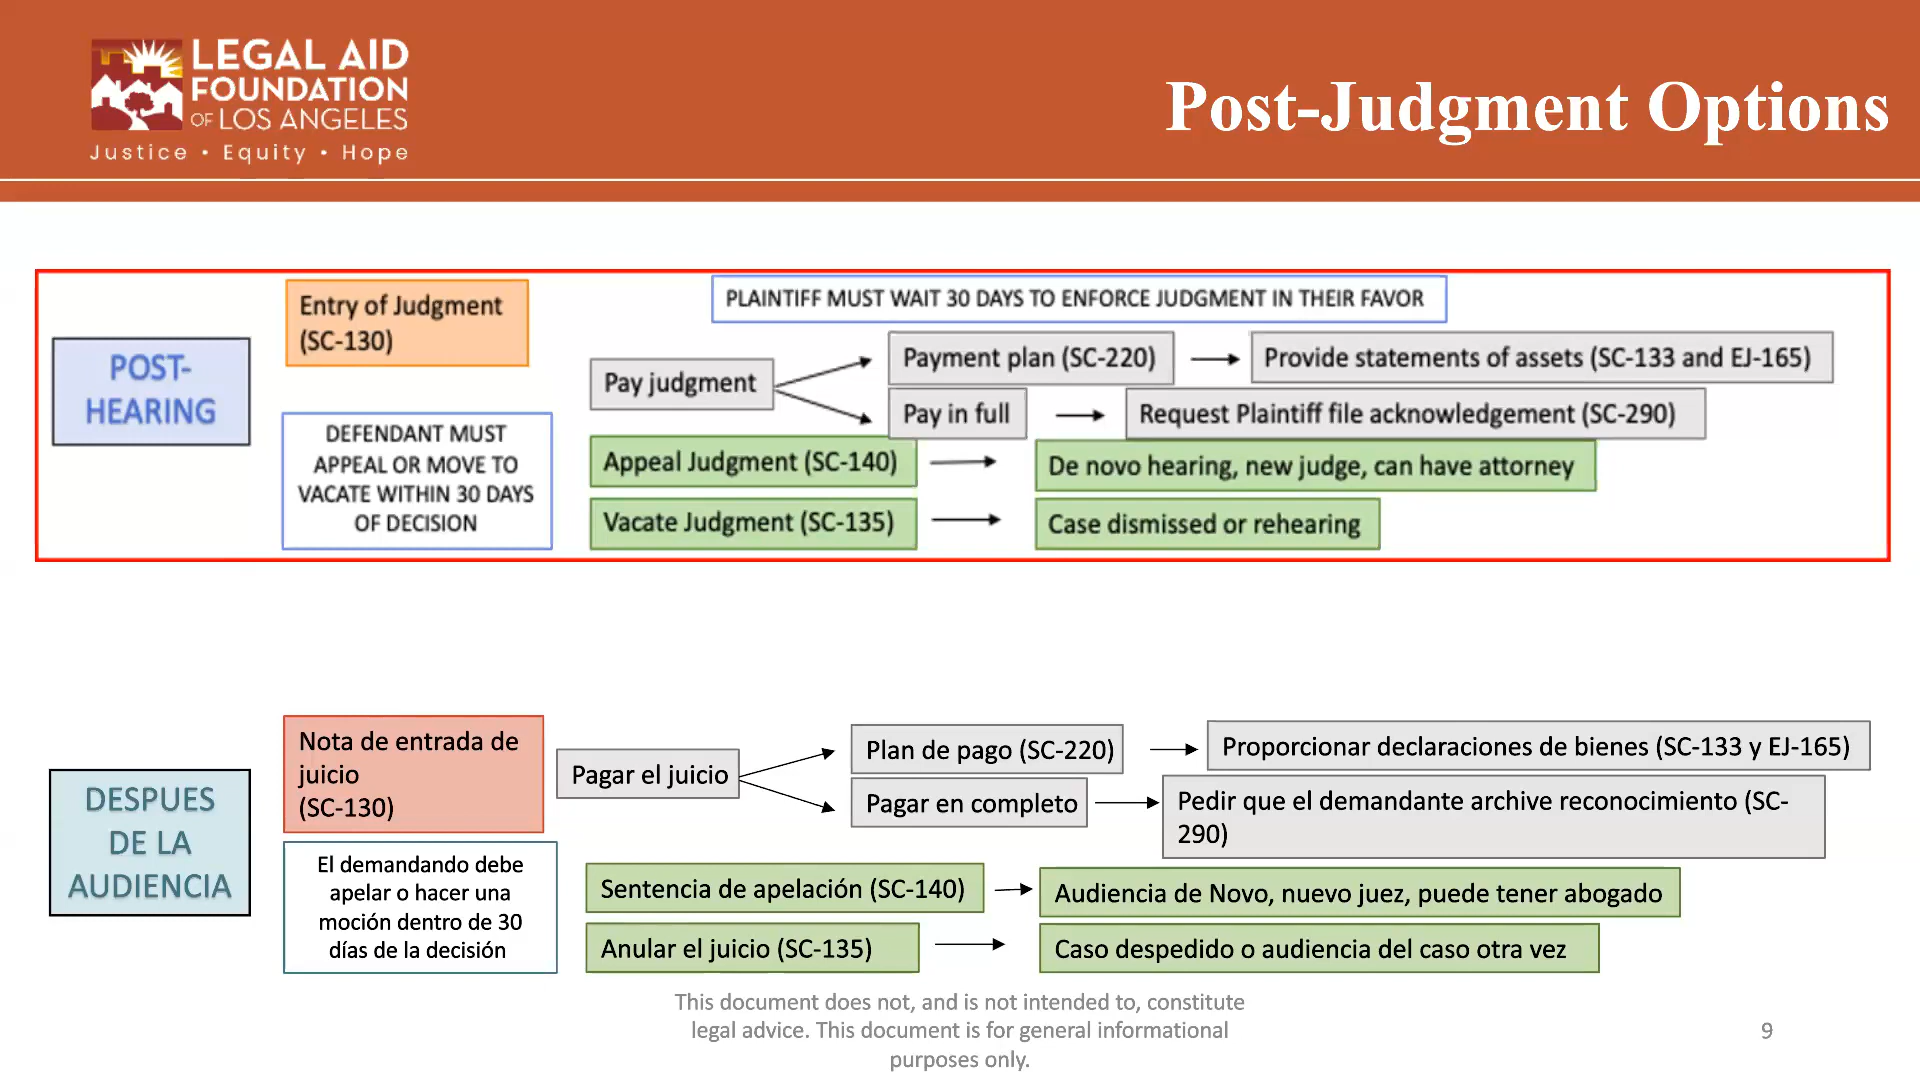 LEGAL AID
FOUNDATION
OF LOS ANGELES
Justice • Equity • Hope
Post-Judgment Options
POST-
HEARING
Entry of Judgment
(SC-130)
DEFENDANT MUST
APPEAL OR MOVE TO
VACATE WITHIN 30 DAYS
OF DECISION
PLAINTIFF MUST WAIT 30 DAYS TO ENFORCE JUDGMENT IN THEIR FAVOR
Pay judgment
Payment plan (SC-220)
Provide statements of assets (SC-133 and EJ-165)
Pay in full
Request Plaintiff file acknowledgement (SC-290)
Appeal Judgment (SC-140)
De novo hearing, new judge, can have attorney
Vacate Judgment (SC-135)
Case dismissed or rehearing
DESPUES
DE LA
AUDIENCIA
Nota de entrada de
juicio
(SC-130)
El demandando debe
apelar o hacer una
moción dentro de 30
días de la decisión
Pagar el juicio
Plan de pago (SC-220)
Proporcionar declaraciones de bienes (SC-133 y EJ-165)
Pagar en completo
Pedir que el demandante archive reconocimiento (SC-
290)
Sentencia de apelación (SC-140)
Audiencia de Novo, nuevo juez, puede tener abogado
Anular el juicio (SC-135)
Caso despedido o audiencia del caso otra vez
This document does not, and is not intended to, constitute
legal advice. This document is for general informational
purposes only.
9